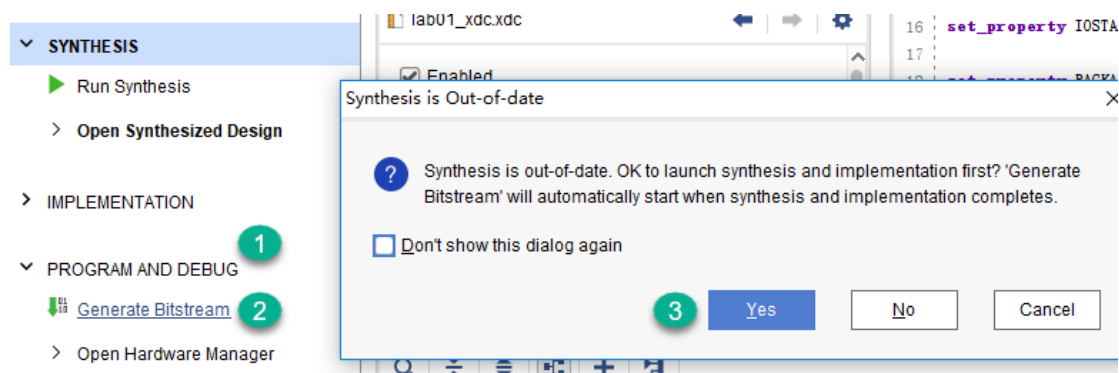 SYNTHESIS
Run Synthesis
Open Synthesized Design
IMPLEMENTATION
1
PROGRAM AND DEBUG
Generate Bitstream 2
Open Hardware Manager
lab01_xdc.xdc
Enabled
16 set_property IOSTA
17
Synthesis is Out-of-date
Synthesis is out-of-date. OK to launch synthesis and implementation first? 'Generate
Bitstream' will automatically start when synthesis and implementation completes.
Don't show this dialog again
3 Yes No Cancel